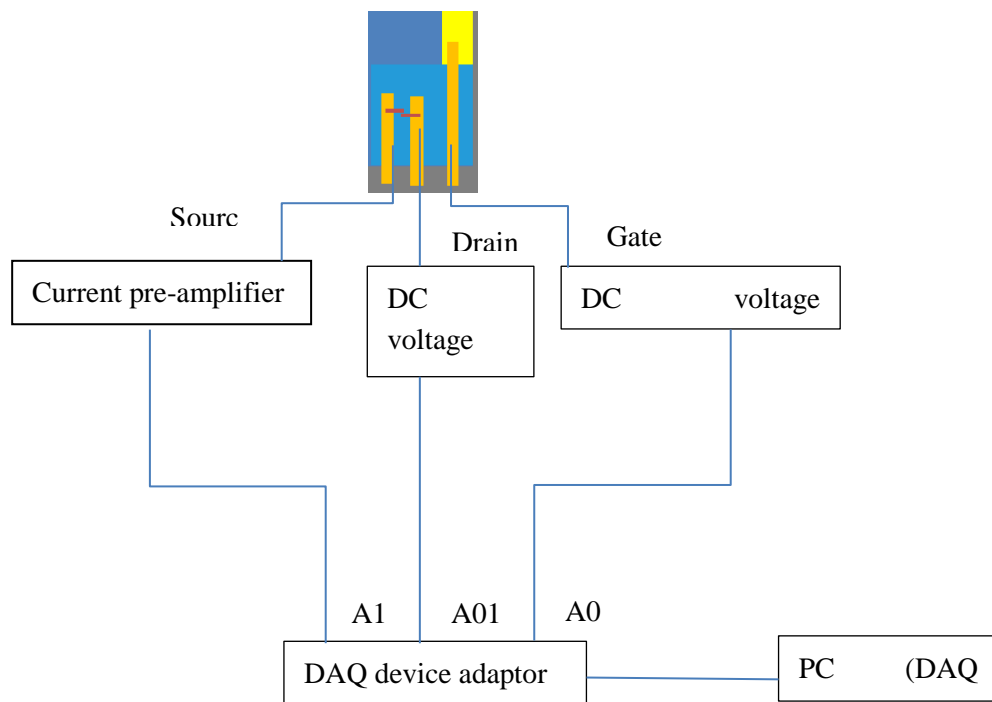 Sourc
Drain
Gate
Current pre-amplifier
DC
voltage
DC voltage
A1
A01
A0
DAQ device adaptor
PC (DAQ